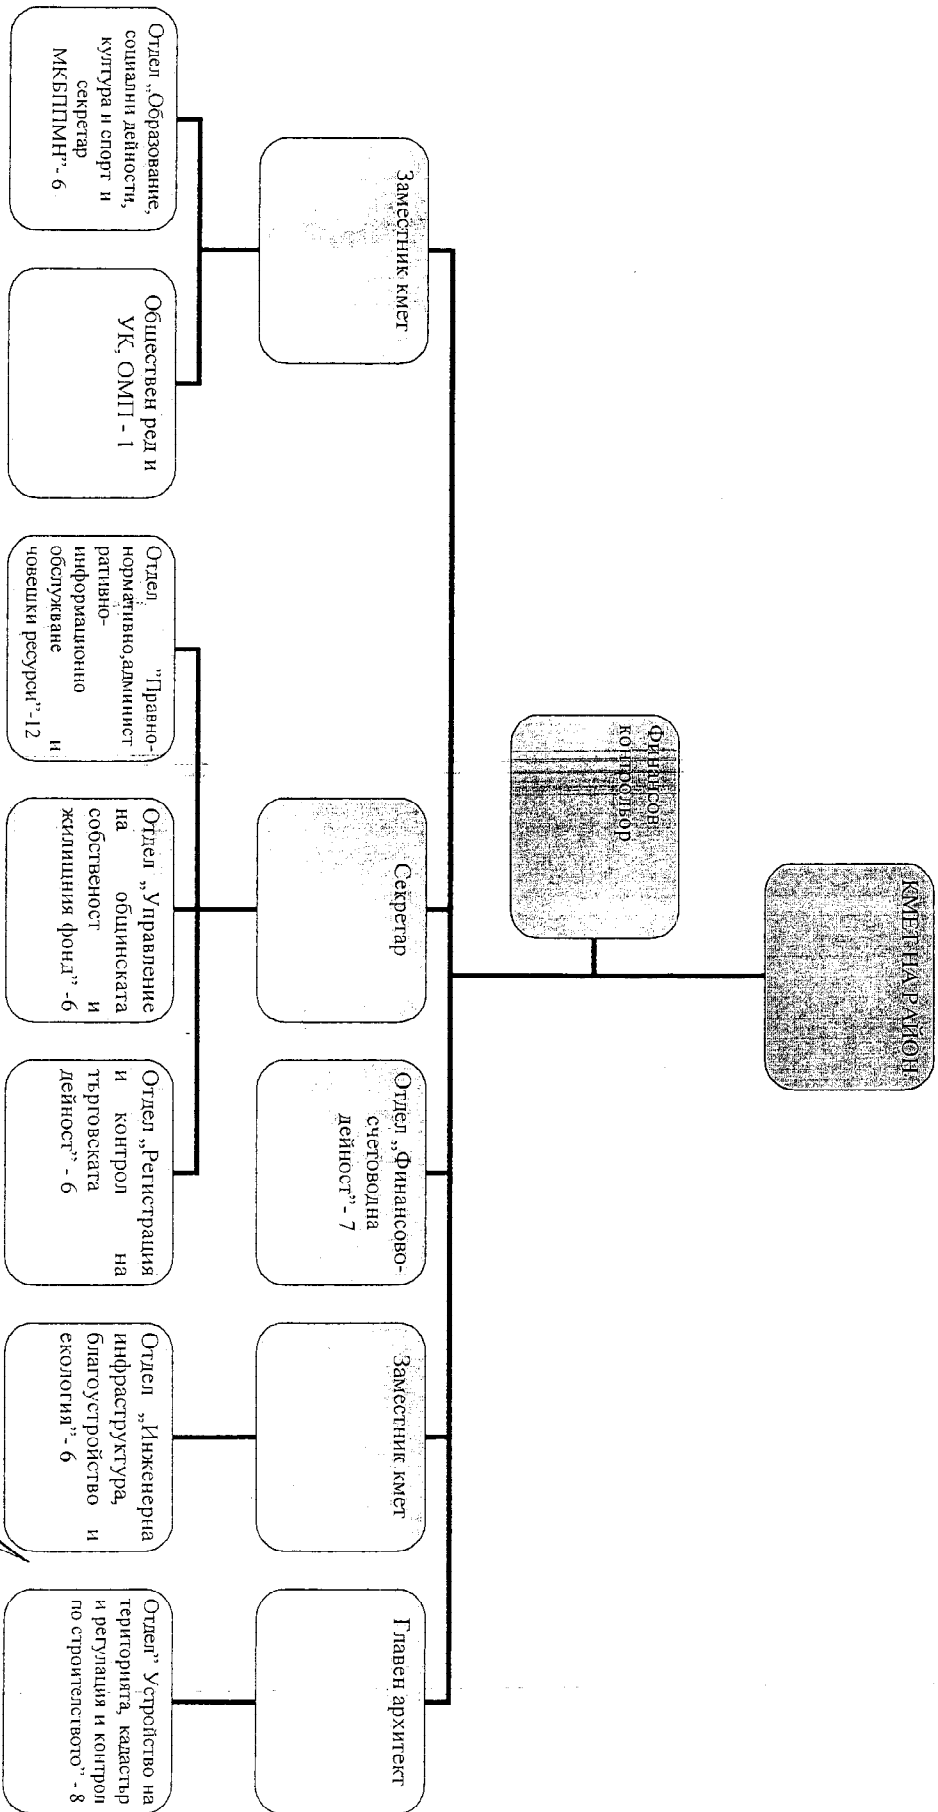 КМЕТ НА РАЙОН
Финансов
контрольор
Заместник кмет
Секретар
Отдел „Финансово-
счетоводна
дейност”- 7
Заместник кмет
Главен архитект
Отдел „Образование,
социални дейности,
култура и спорт и
секретар
МКБППМН”- 6
Обществен ред и
УК, ОМП - 1
Отдел ”Правно-
нормативно,админист
ративно-
информационно
обслужване и
човешки ресурси”-12
Отдел „Управление
на общинската
собственост и
жилищния фонд” -6
Отдел „Регистрация
и контрол на
търговската
дейност” - 6
Отдел „Инженерна
инфраструктура,
благоустройство и
екология”- 6
Отдел” Устройство на
територията, кадастър
и регулация и контрол
по строителството” - 8